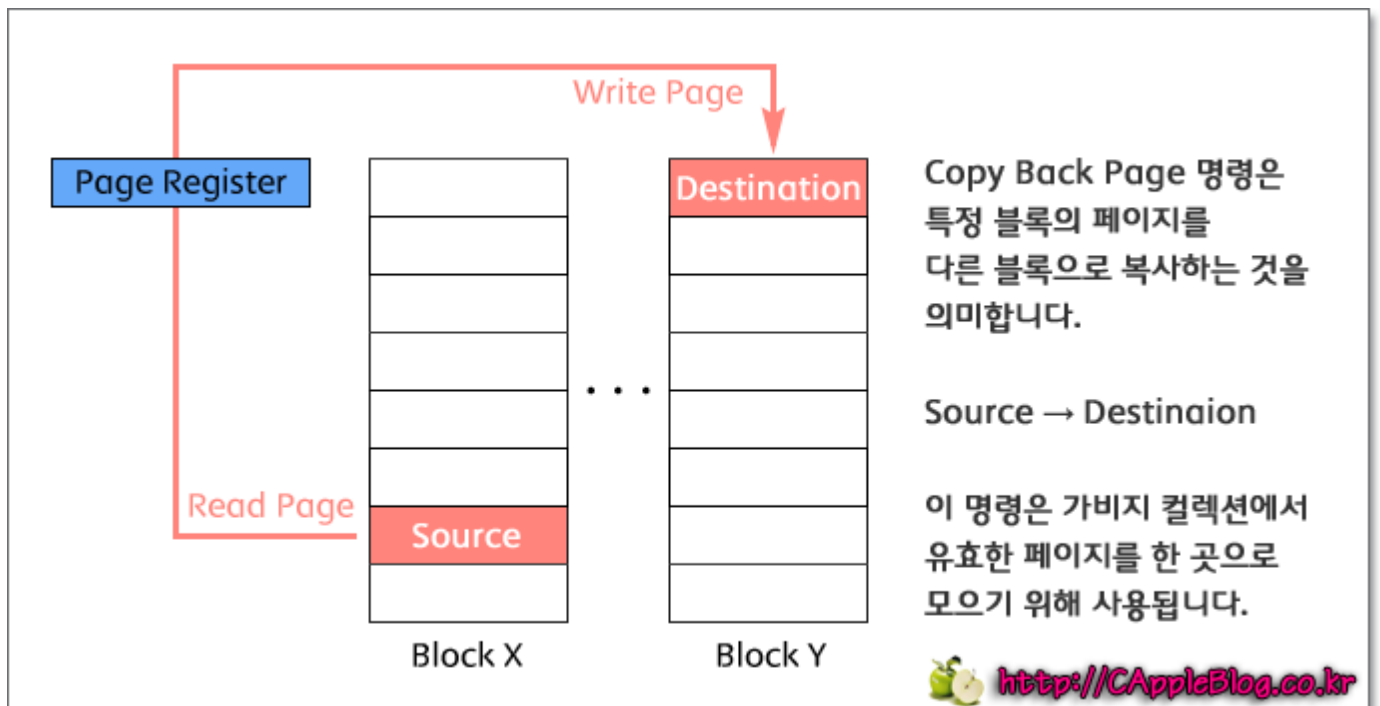 Write Page
Page Register
Destination
Read Page
Source
Block X
Block Y
Copy Back Page 명령은
특정 블록의 페이지를
다른 블록으로 복사하는 것을
의미합니다.
Source → Destinaion
이 명령은 가비지 컬렉션에서
유효한 페이지를 한 곳으로
모으기 위해 사용됩니다.
http://CAppleBlog.co.kr